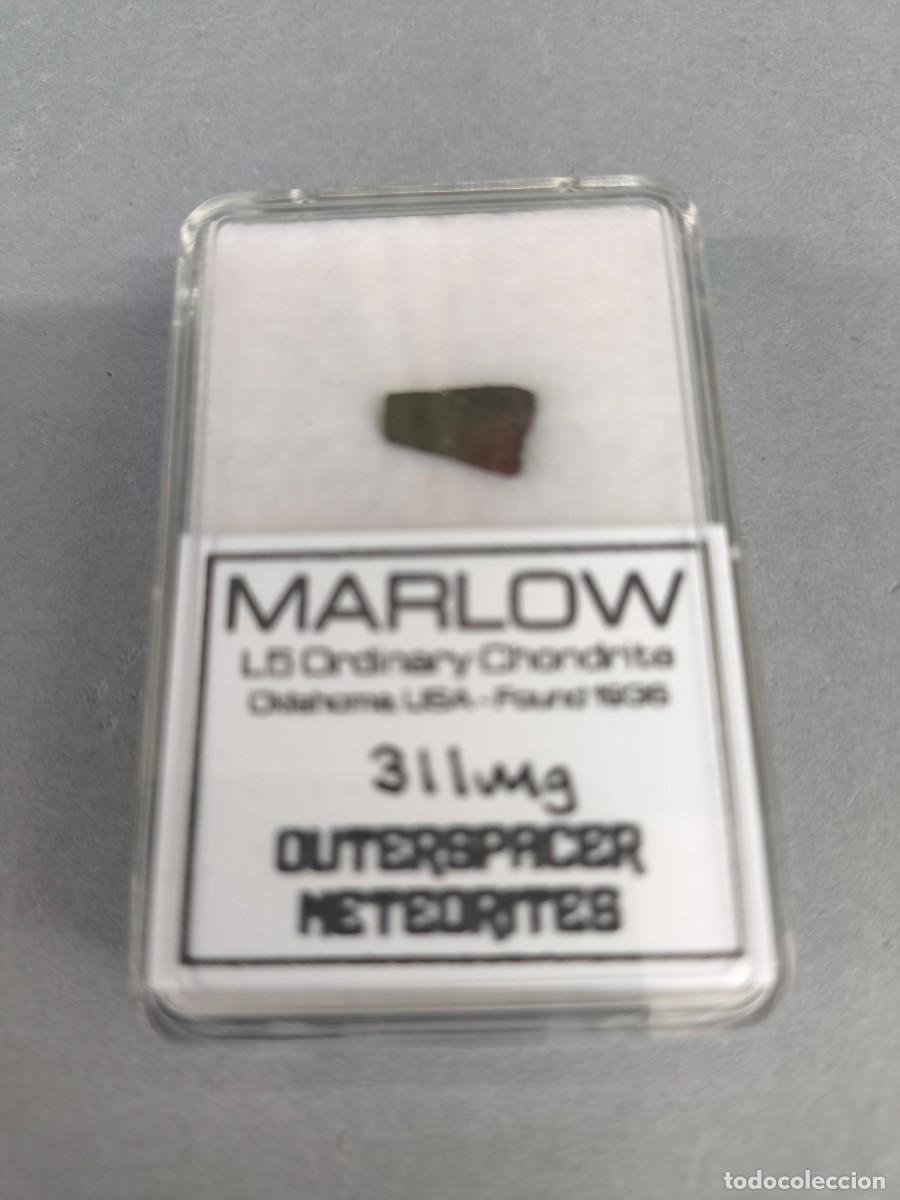 MARLOW
L5 Ordinary Chondrite
Oklahoma, USA - Found 1936
311mg
OUTERSPACER
METEORITES
todocoleccion